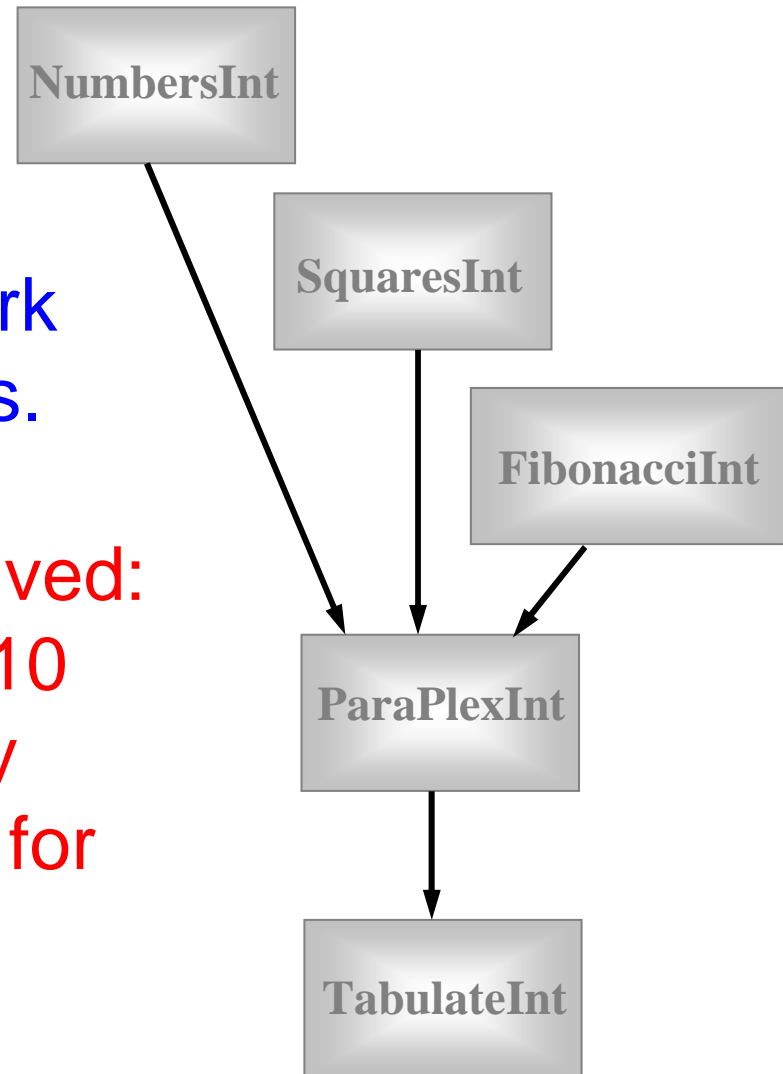 NumbersInt
SquaresInt
rk
s.
FibonacciInt
ved:
10
ParaPlexInt
y
for
TabulateInt